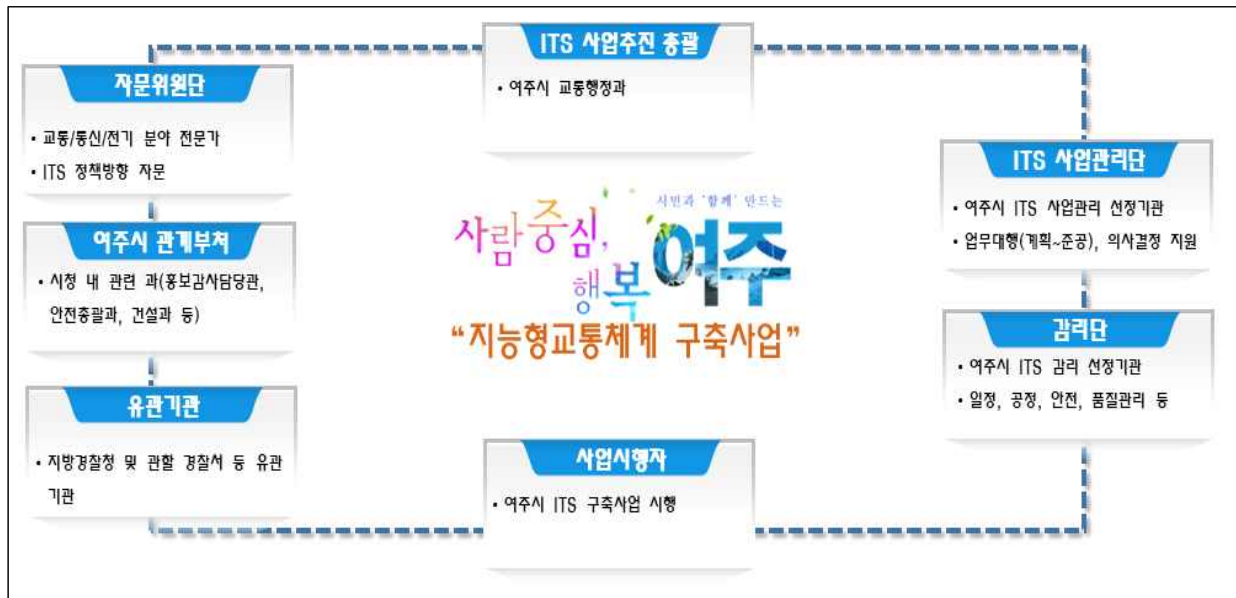 ITS 사업추진 총괄
• 여주시 교통행정과
자문위원단
• 교통/통신/전기 분야 전문가
• ITS 정책방향 자문
여주시 관계부처
• 시청 내 관련 과(홍보감사담당관,
안전총괄과, 건설과 등)
유관기관
• 지방경찰청 및 관할 경찰서 등 유관
기관
시민과 '함께' 만드는
사람중심,
행복 여주
“지능형교통체계 구축사업”
ITS 사업관리단
• 여주시 ITS 사업관리 선정기관
• 업무대행(계획~준공), 의사결정 지원
감리단
• 여주시 ITS 감리 선정기관
• 일정, 공정, 안전, 품질관리 등
사업시행자
• 여주시 ITS 구축사업 시행